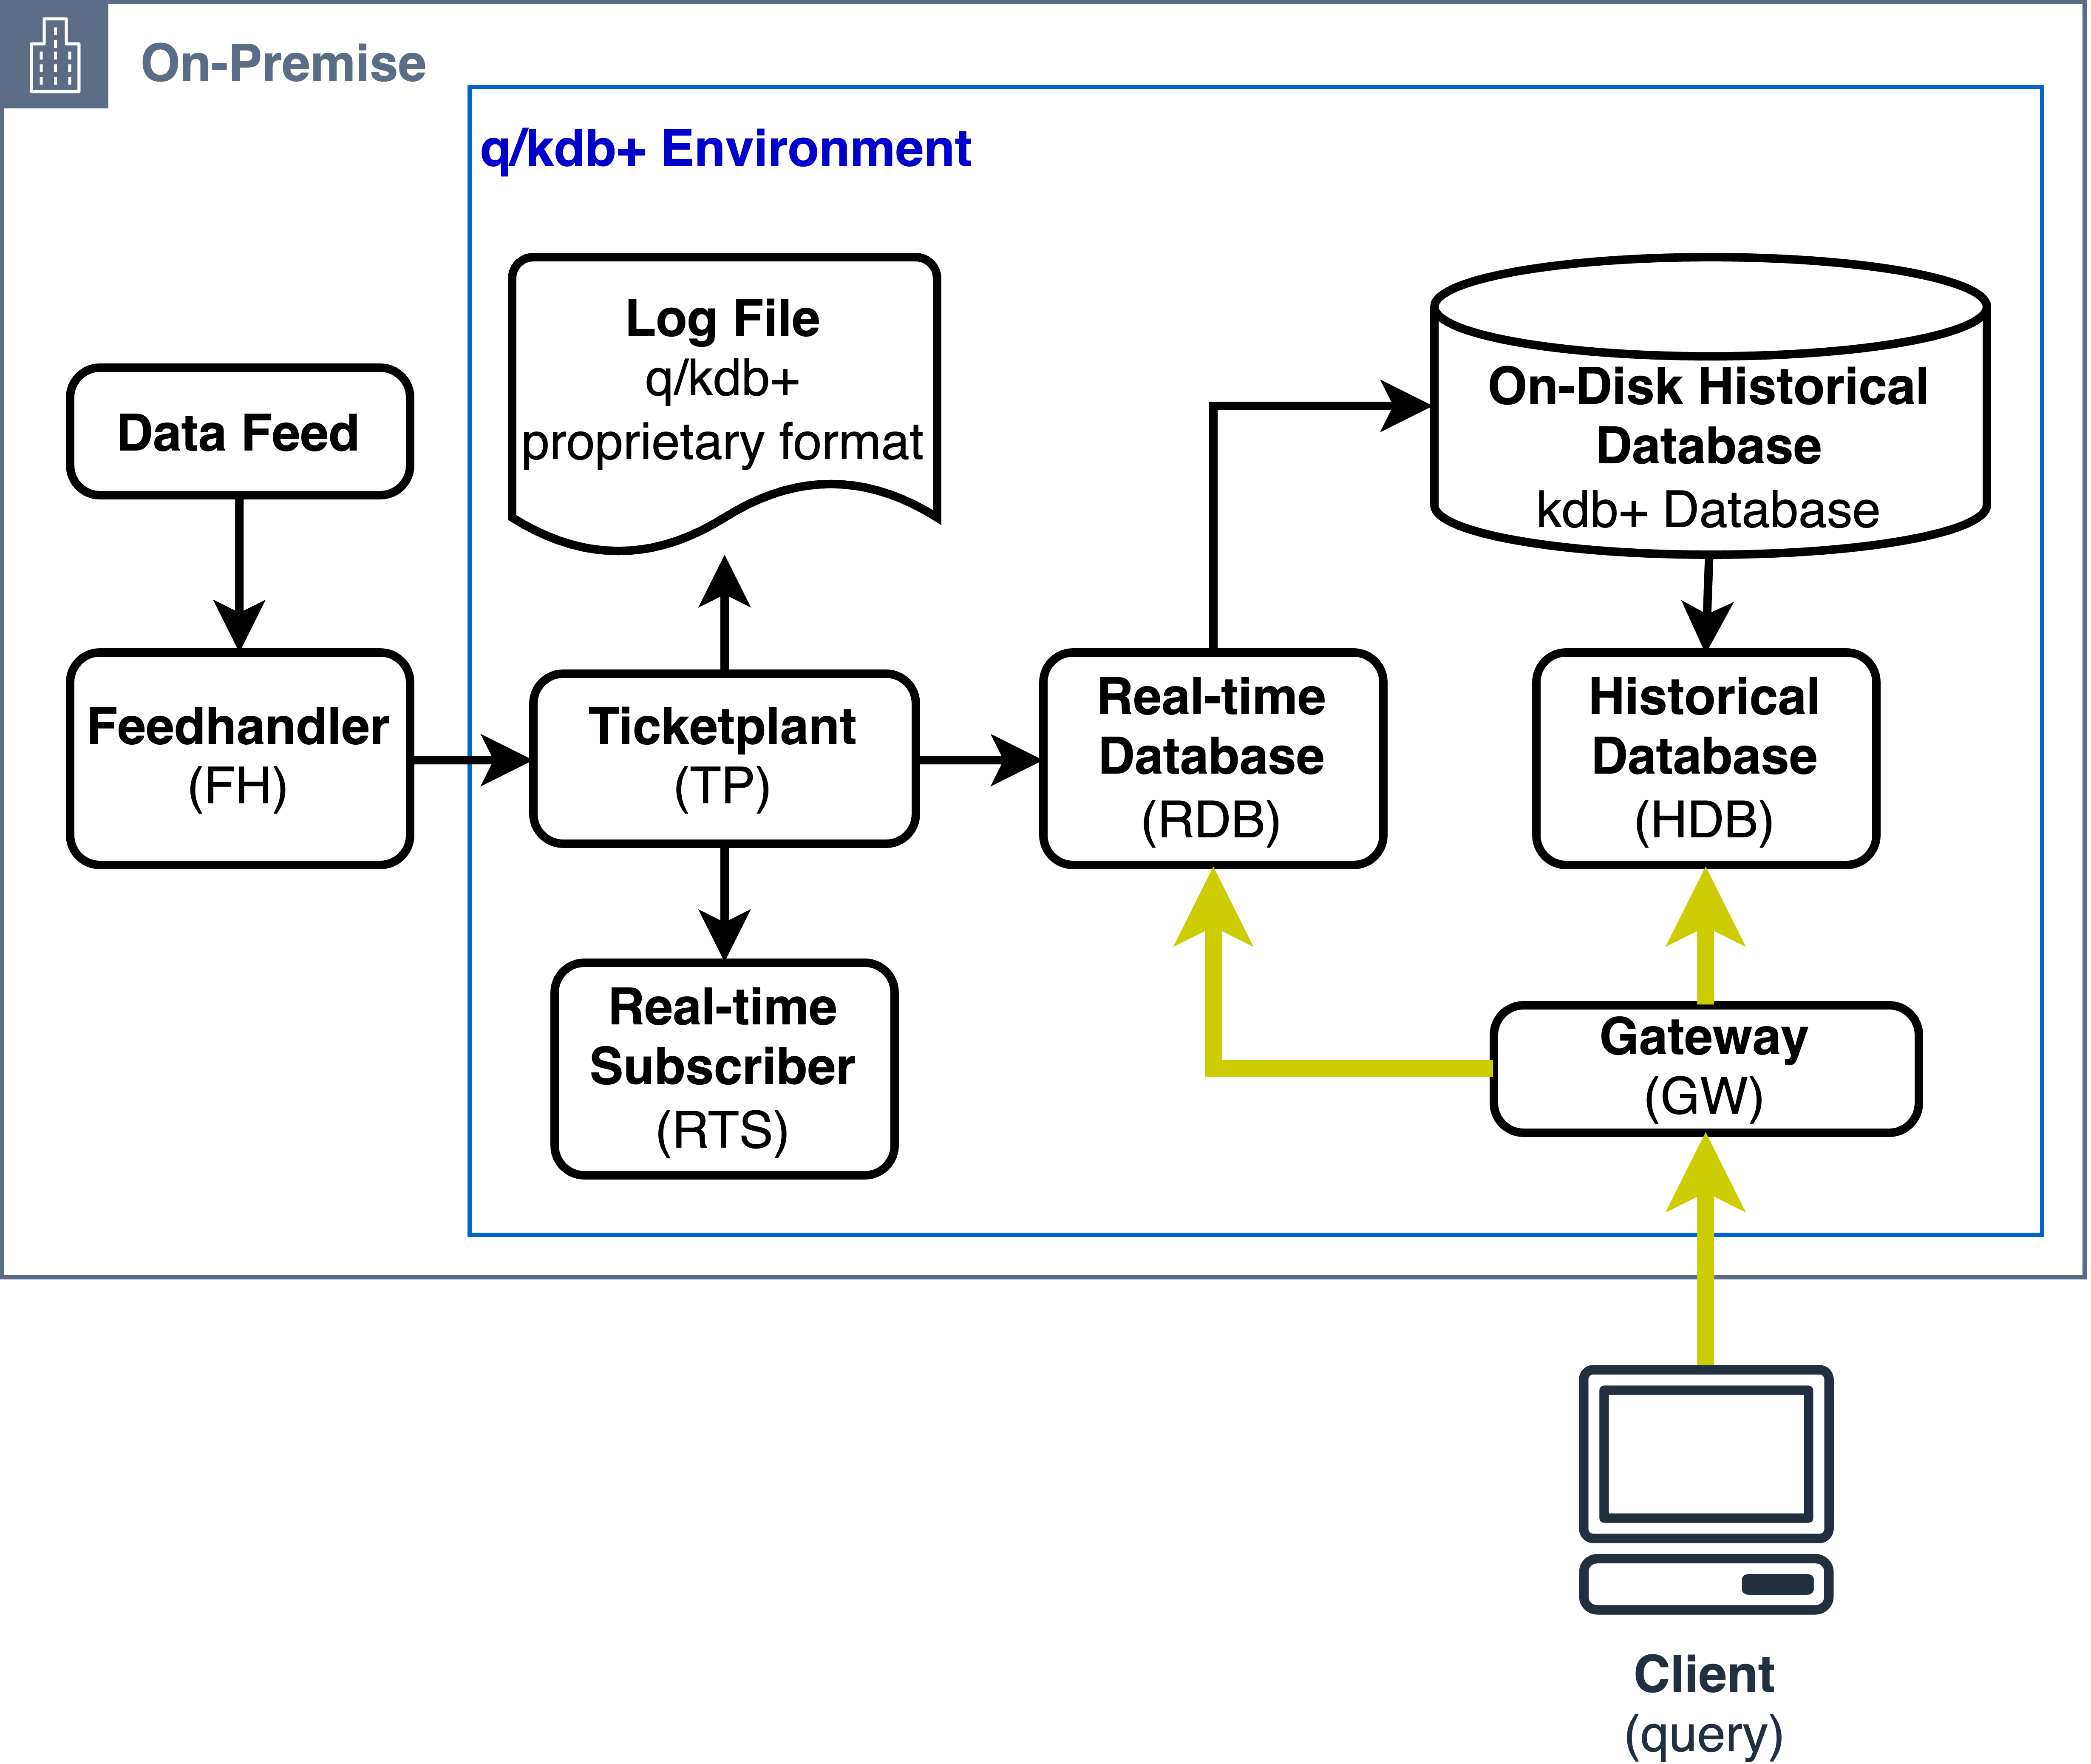 On-Premise
q/kdb+ Environment
Log File
q/kdb+
proprietary format
On-Disk Historical
Database
kdb+ Database
Data Feed
Feedhandler
(FH)
Ticketplant
(TP)
Real-time
Database
(RDB)
Historical
Database
(HDB)
Real-time
Subscriber
(RTS)
Gateway
(GW)
Client
(query)